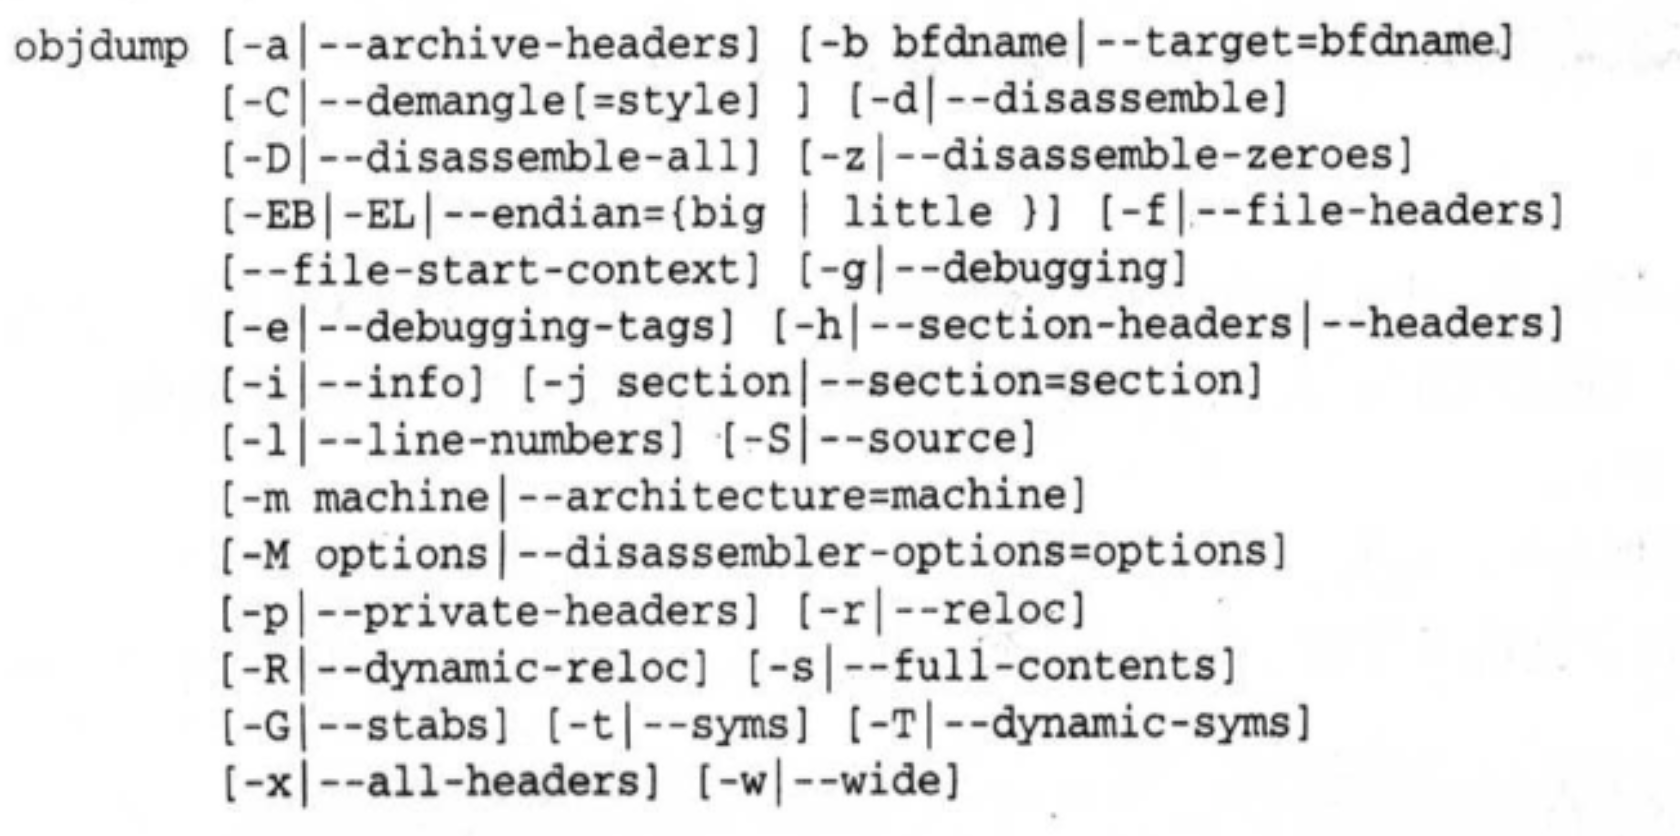 objdump [-a|--archive-headers] [-b bfdname|--target=bfdname]
[-C|--demangle[=style] ] [-d|--disassemble]
[-D|--disassemble-all] [-z|--disassemble-zeroes]
[-EB|-EL|--endian={big | little }] [-f|--file-headers]
[--file-start-context] [-g|--debugging]
[-e|--debugging-tags] [-h|--section-headers|--headers]
[-i|--info] [-j section|--section=section]
[-l|--line-numbers] [-S|--source]
[-m machine|--architecture=machine]
[-M options|--disassembler-options=options]
[-p|--private-headers] [-r|--reloc]
[-R|--dynamic-reloc] [-s|--full-contents]
[-G|--stabs] [-t|--syms] [-T|--dynamic-syms]
[-x|--all-headers] [-w|--wide]